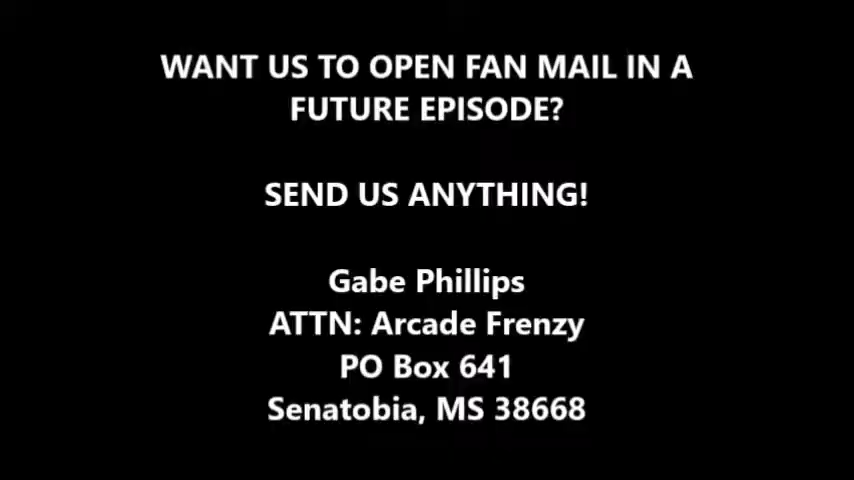 WANT US TO OPEN FAN MAIL IN A
FUTURE EPISODE?
SEND US ANYTHING!
Gabe Phillips
ATTN: Arcade Frenzy
PO Box 641
Senatobia, MS 38668